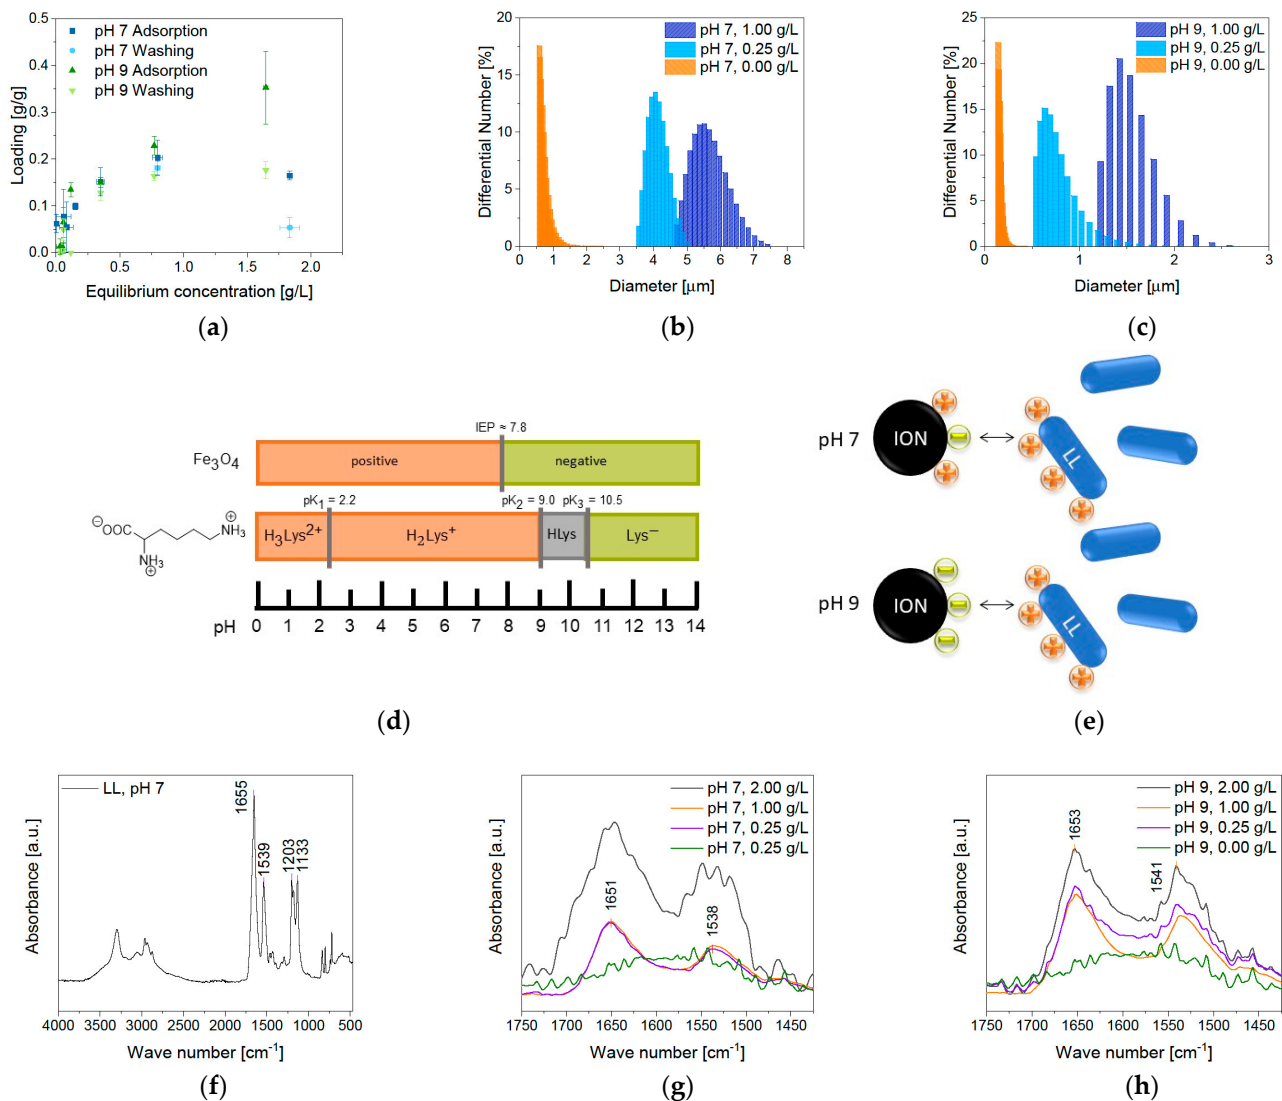 pH 7 Adsorption
pH 7 Washing
pH 9 Adsorption
pH 9 Washing
Loading [g/g]
0.5
0.4
0.3
0.2
0.1
0.0
0.0 0.5 1.0 1.5 2.0
Equilibrium concentration [g/L]
(a)
pH 7, 1.00 g/L
pH 7, 0.25 g/L
pH 7, 0.00 g/L
Differential Number [%]
20
15
10
5
0
0 1 2 3 4 5 6 7 8
Diameter [μm]
(b)
pH 9, 1.00 g/L
pH 9, 0.25 g/L
pH 9, 0.00 g/L
Differential Number [%]
25
20
15
10
5
0
0 1 2 3
Diameter [μm]
(c)
IEP ≈ 7.8
Fe3O4 positive negative
pK1 = 2.2 pK2 = 9.0 pK3 = 10.5
⊖OOC NH3 ⊕
NH3 ⊕
H3Lys2+ H2Lys+ HLys Lys−
pH 0 1 2 3 4 5 6 7 8 9 10 11 12 13 14
(d)
pH 7 ION LL
pH 9 ION LL
(e)
LL, pH 7
1655
1539
1203
1133
Absorbance [a.u.]
4000 3500 3000 2500 2000 1500 1000 500
Wave number [cm-1]
(f)
pH 7, 2.00 g/L
pH 7, 1.00 g/L
pH 7, 0.25 g/L
pH 7, 0.25 g/L
1651
1538
Absorbance [a.u.]
1750 1700 1650 1600 1550 1500 1450
Wave number [cm-1]
(g)
pH 9, 2.00 g/L
pH 9, 1.00 g/L
pH 9, 0.25 g/L
pH 9, 0.00 g/L
1653
1541
Absorbance [a.u.]
1750 1700 1650 1600 1550 1500 1450
Wave number [cm-1]
(h)